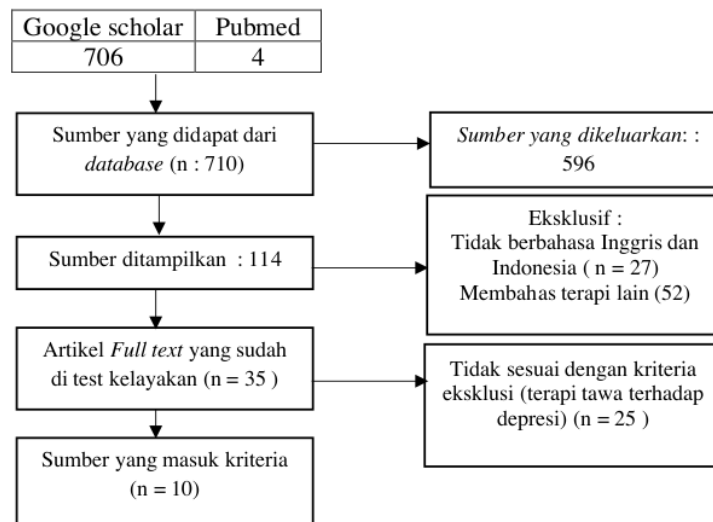 Google scholar Pubmed
706 4
Sumber yang didapat dari
database (n : 710)
Sumber yang dikeluarkan: :
596
Sumber ditampilkan : 114
Eksklusif :
Tidak berbahasa Inggris dan
Indonesia ( n = 27)
Membahas terapi lain (52)
Artikel Full text yang sudah
di test kelayakan (n = 35 )
Tidak sesuai dengan kriteria
eksklusi (terapi tawa terhadap
depresi) (n = 25 )
Sumber yang masuk kriteria
(n = 10)